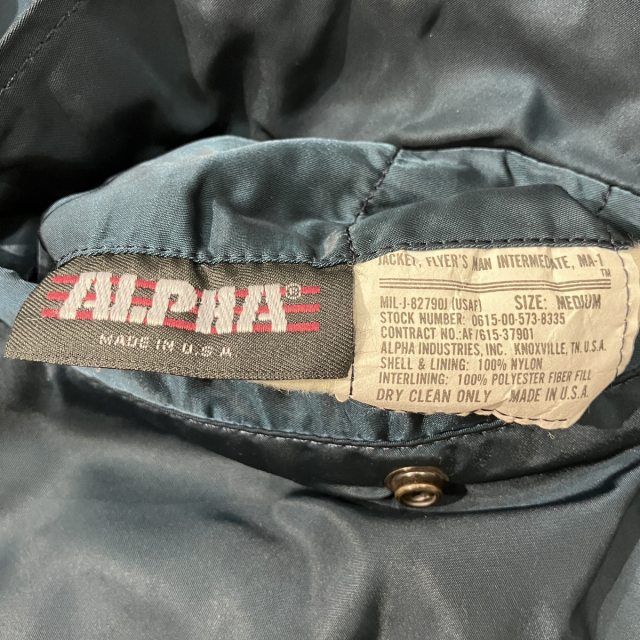 ALPHA®
MADE IN U.S.A
JACKET, FLYER'S MAN INTERMEDIATE, MA-1
™
MIL-J-82790J (USAF) SIZE: MEDIUM
STOCK NUMBER: 0615-00-573-8335
CONTRACT NO.: AF/615-37901
ALPHA INDUSTRIES, INC. KNOXVILLE, TN. U.S.A.
SHELL & LINING: 100% NYLON
INTERLINING: 100% POLYESTER FIBER FILL
DRY CLEAN ONLY MADE IN U.S.A.